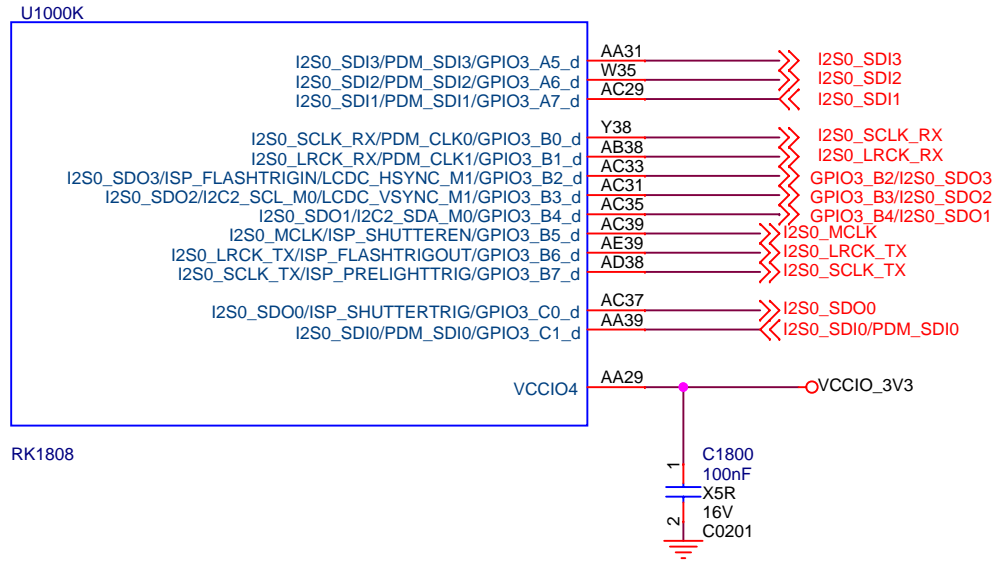 U1000K
I2S0_SDI3/PDM_SDI3/GPIO3_A5_d AA31 I2S0_SDI3
I2S0_SDI2/PDM_SDI2/GPIO3_A6_d W35 I2S0_SDI2
I2S0_SDI1/PDM_SDI1/GPIO3_A7_d AC29 I2S0_SDI1
I2S0_SCLK_RX/PDM_CLK0/GPIO3_B0_d Y38 I2S0_SCLK_RX
I2S0_LRCK_RX/PDM_CLK1/GPIO3_B1_d AB38 I2S0_LRCK_RX
I2S0_SDO3/ISP_FLASHTRIGIN/LCDC_HSYNC_M1/GPIO3_B2_d AC33 GPIO3_B2/I2S0_SDO3
I2S0_SDO2/I2C2_SCL_M0/LCDC_VSYNC_M1/GPIO3_B3_d AC31 GPIO3_B3/I2S0_SDO2
I2S0_SDO1/I2C2_SDA_M0/GPIO3_B4_d AC35 GPIO3_B4/I2S0_SDO1
I2S0_MCLK/ISP_SHUTTEREN/GPIO3_B5_d AC39 I2S0_MCLK
I2S0_LRCK_TX/ISP_FLASHTRIGOUT/GPIO3_B6_d AE39 I2S0_LRCK_TX
I2S0_SCLK_TX/ISP_PRELIGHTTRIG/GPIO3_B7_d AD38 I2S0_SCLK_TX
I2S0_SDO0/ISP_SHUTTERTRIG/GPIO3_C0_d AC37 I2S0_SDO0
I2S0_SDI0/PDM_SDI0/GPIO3_C1_d AA39 I2S0_SDI0/PDM_SDI0
VCCIO4 AA29 VCCIO_3V3
RK1808
C1800
1
100nF
X5R
16V
2
C0201